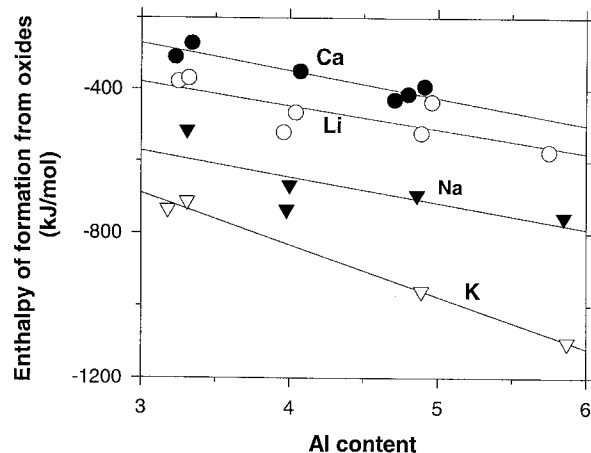 Enthalpy of formation from oxides
(kJ/mol)
-400
-800
-1200
Ca
Li
Na
K
3
4
5
6
Al content